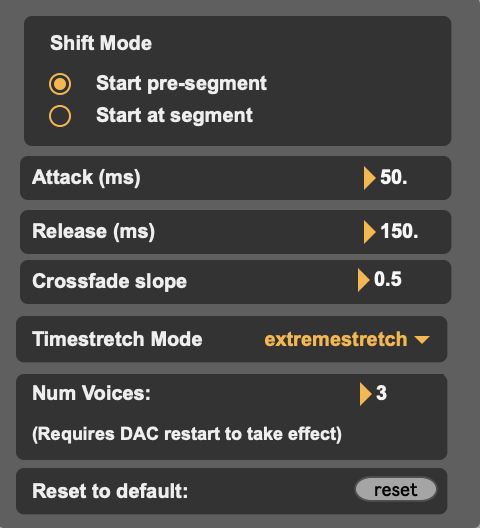 Shift Mode
Start pre-segment
Start at segment
Attack (ms) 50.
Release (ms) 150.
Crossfade slope 0.5
Timestretch Mode extremestretch
Num Voices: 3
(Requires DAC restart to take effect)
Reset to default: reset